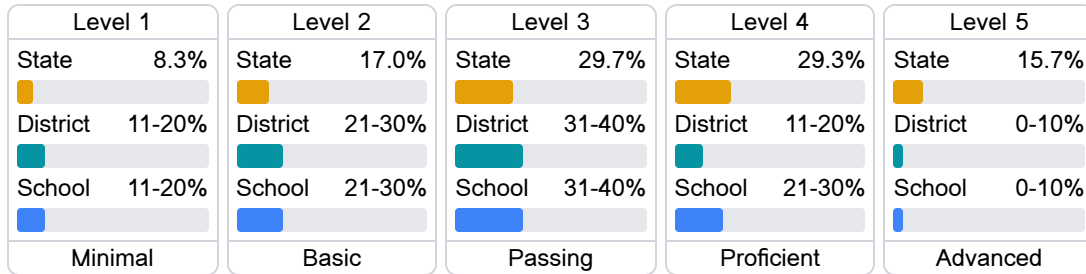 Level 1
State 8.3%
District 11-20%
School 11-20%
Minimal
Level 2
State 17.0%
District 21-30%
School 21-30%
Basic
Level 3
State 29.7%
District 31-40%
School 31-40%
Passing
Level 4
State 29.3%
District 11-20%
School 21-30%
Proficient
Level 5
State 15.7%
District 0-10%
School 0-10%
Advanced